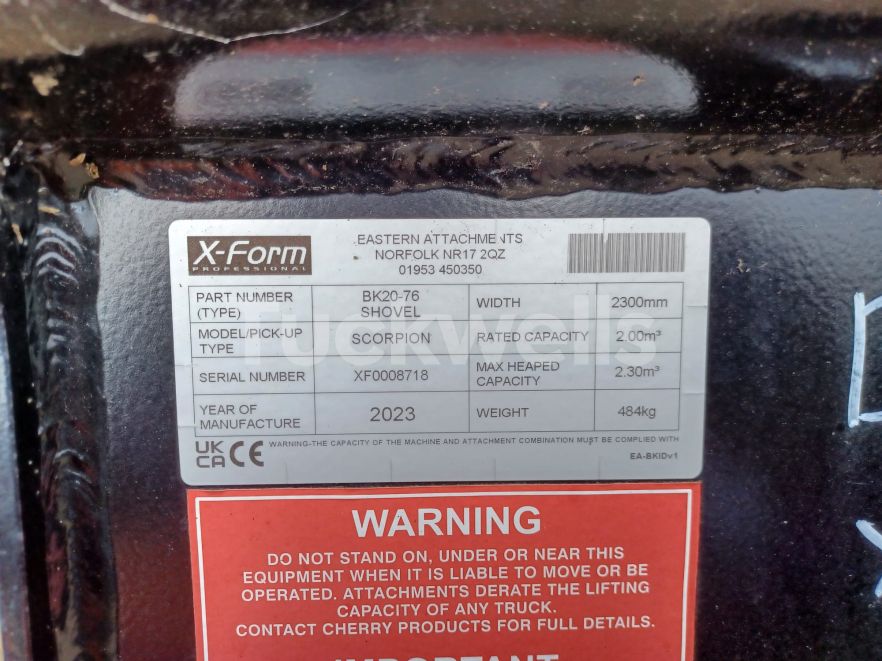 X-FORM
PROFESSIONAL
EASTERN ATTACHMENTS
NORFOLK NR17 2QZ
01953 450350
PART NUMBER
(TYPE)
BK20-76
SHOVEL
WIDTH
2300mm
MODEL/PICK-UP
TYPE
SCORPION
RATED CAPACITY
2.00m³
SERIAL NUMBER
XF0008718
MAX HEAPED
CAPACITY
2.30m³
YEAR OF
MANUFACTURE
2023
WEIGHT
484kg
UK
CA CE
WARNING-THE CAPACITY OF THE MACHINE AND ATTACHMENT COMBINATION MUST BE COMPLIED WITH
EA-BKIDv1
Tuckwells
WARNING
DO NOT STAND ON, UNDER OR NEAR THIS
EQUIPMENT WHEN IT IS LIABLE TO MOVE OR BE
OPERATED. ATTACHMENTS DERATE THE LIFTING
CAPACITY OF ANY TRUCK.
CONTACT CHERRY PRODUCTS FOR FULL DETAILS.
IMPORTANT